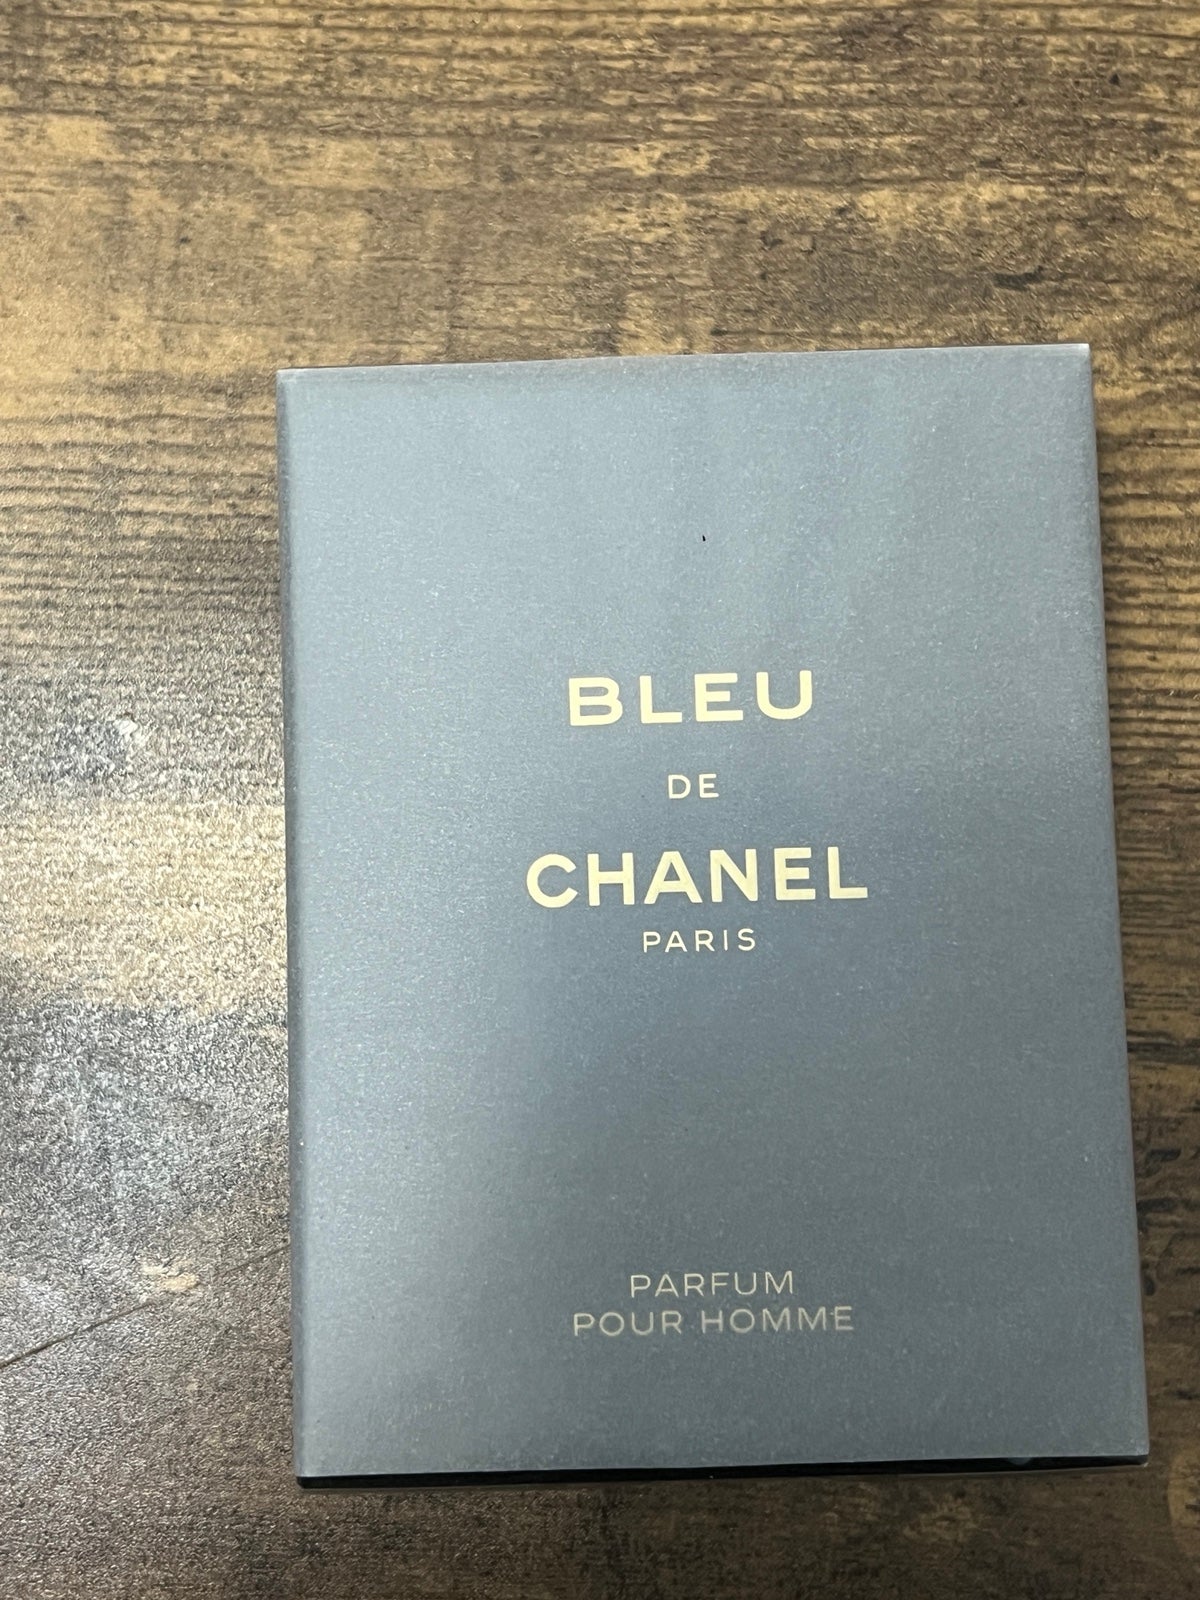 BLEU
DE
CHANEL
PARIS
PARFUM
POUR HOMME